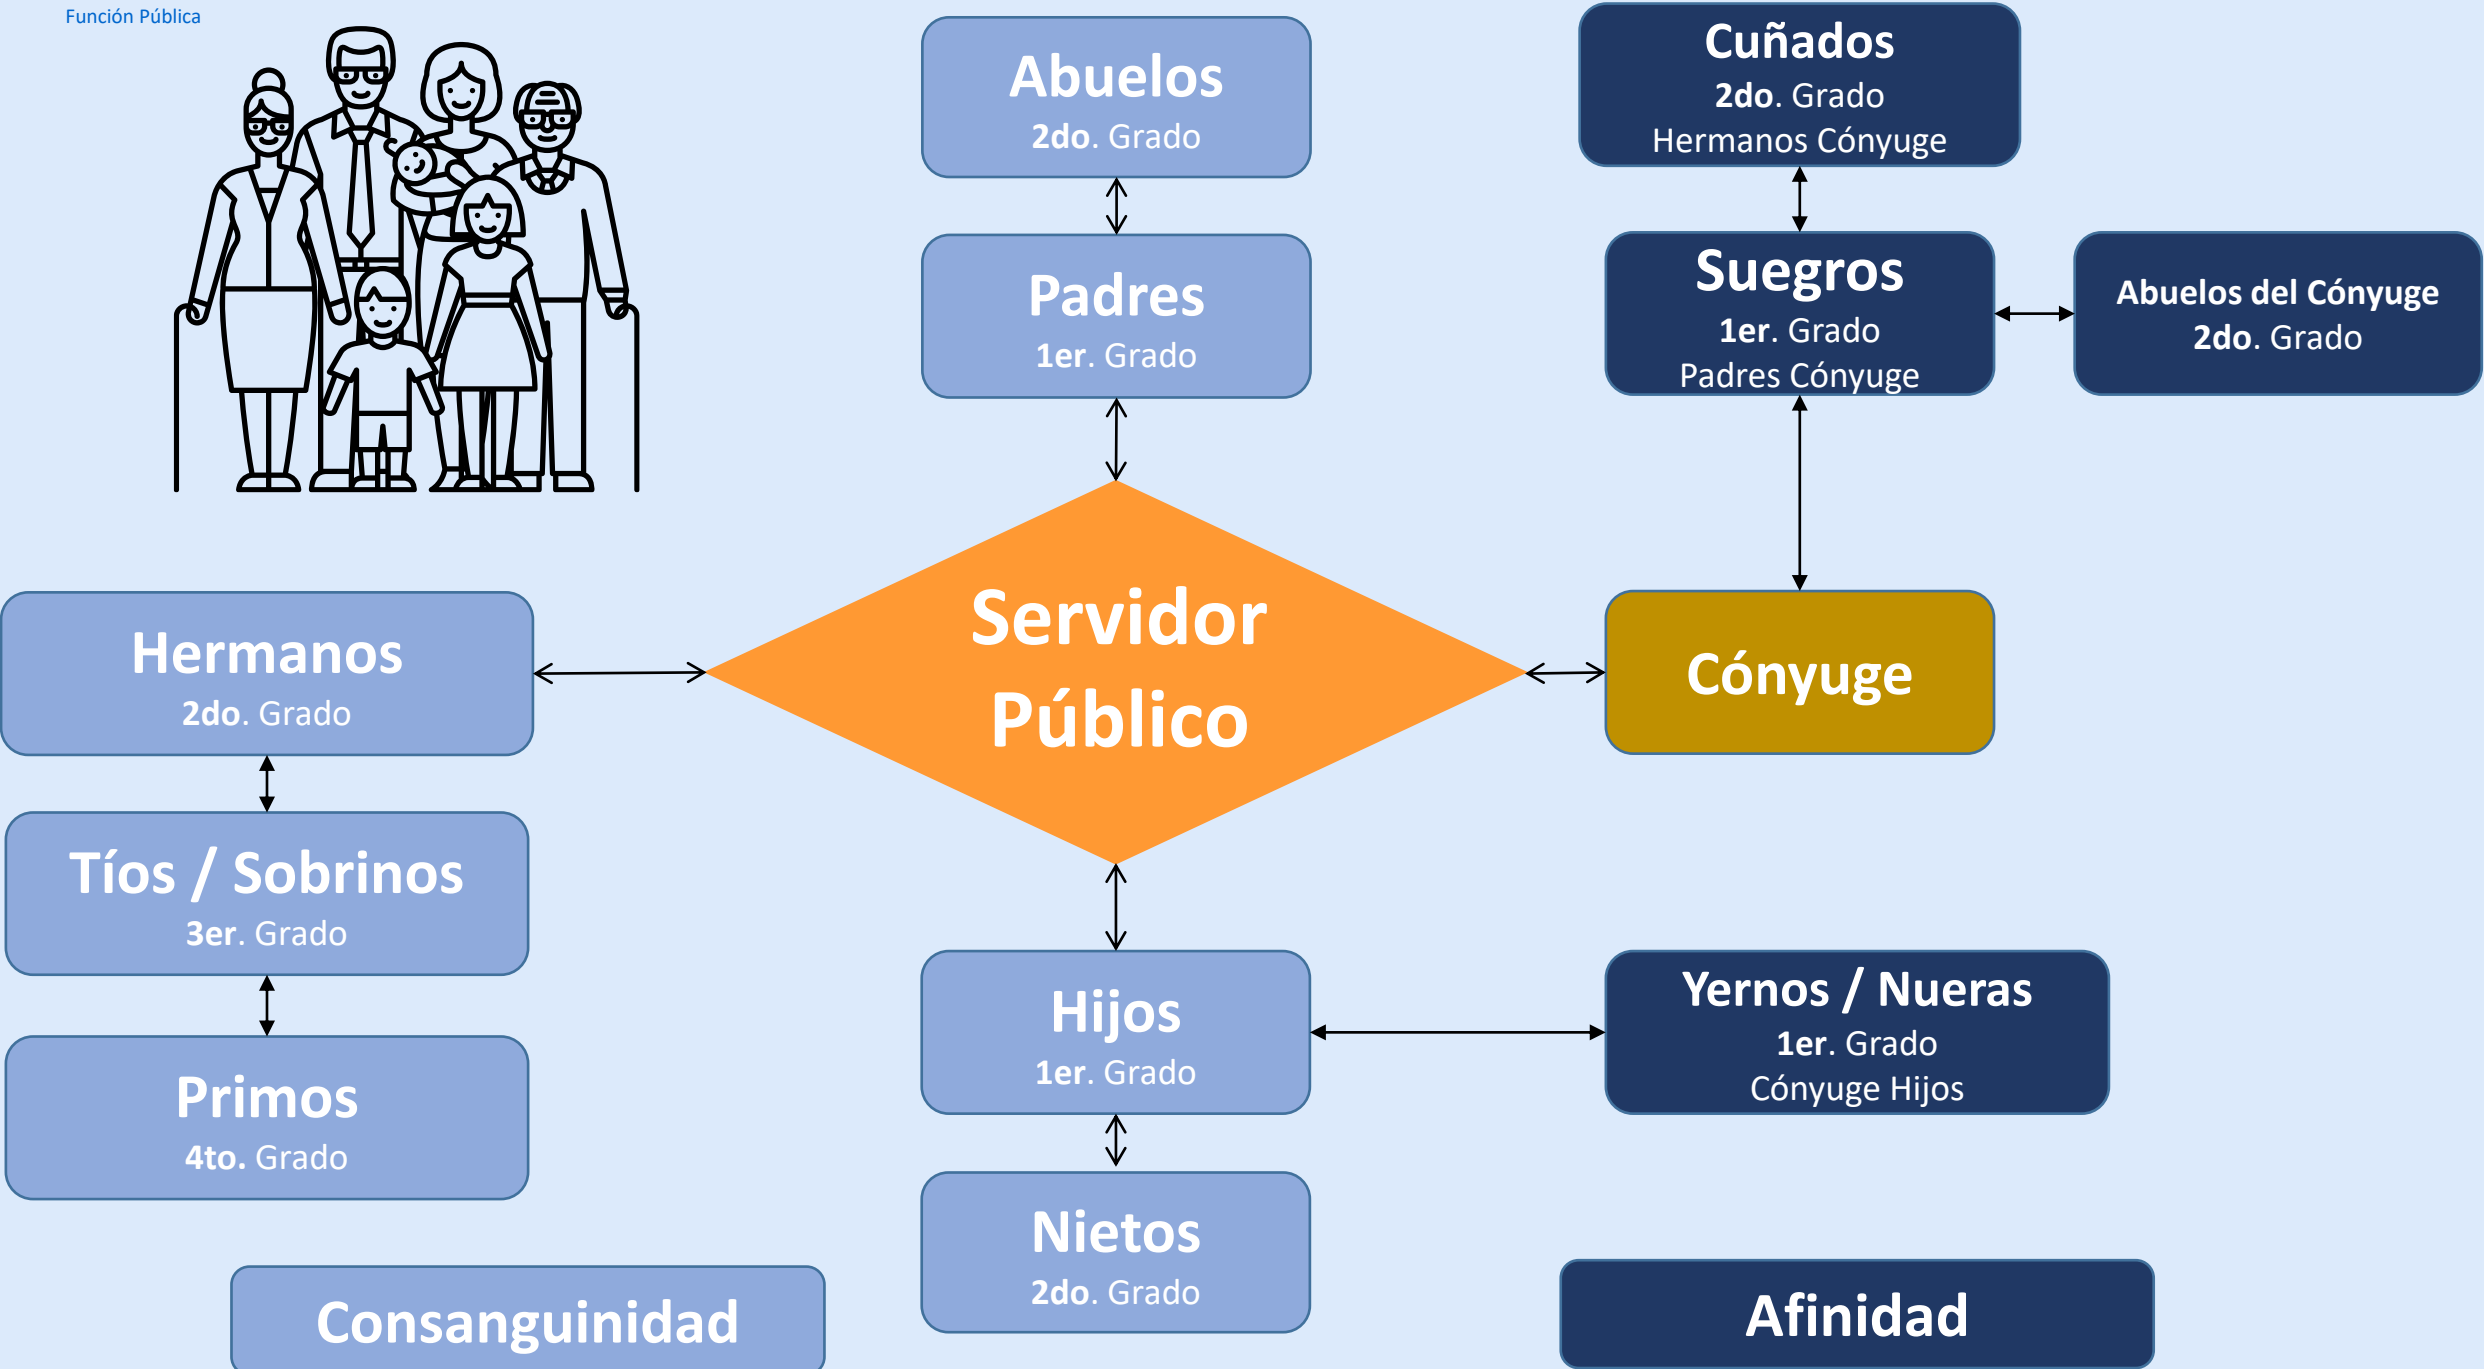 Función Pública
Abuelos
2do. Grado
Padres
1er. Grado
Cuñados
2do. Grado
Hermanos Cónyuge
Suegros
1er. Grado
Padres Cónyuge
Abuelos del Cónyuge
2do. Grado
Servidor
Público
Cónyuge
Hermanos
2do. Grado
Tíos / Sobrinos
3er. Grado
Primos
4to. Grado
Hijos
1er. Grado
Yernos / Nueras
1er. Grado
Cónyuge Hijos
Nietos
2do. Grado
Consanguinidad
Afinidad